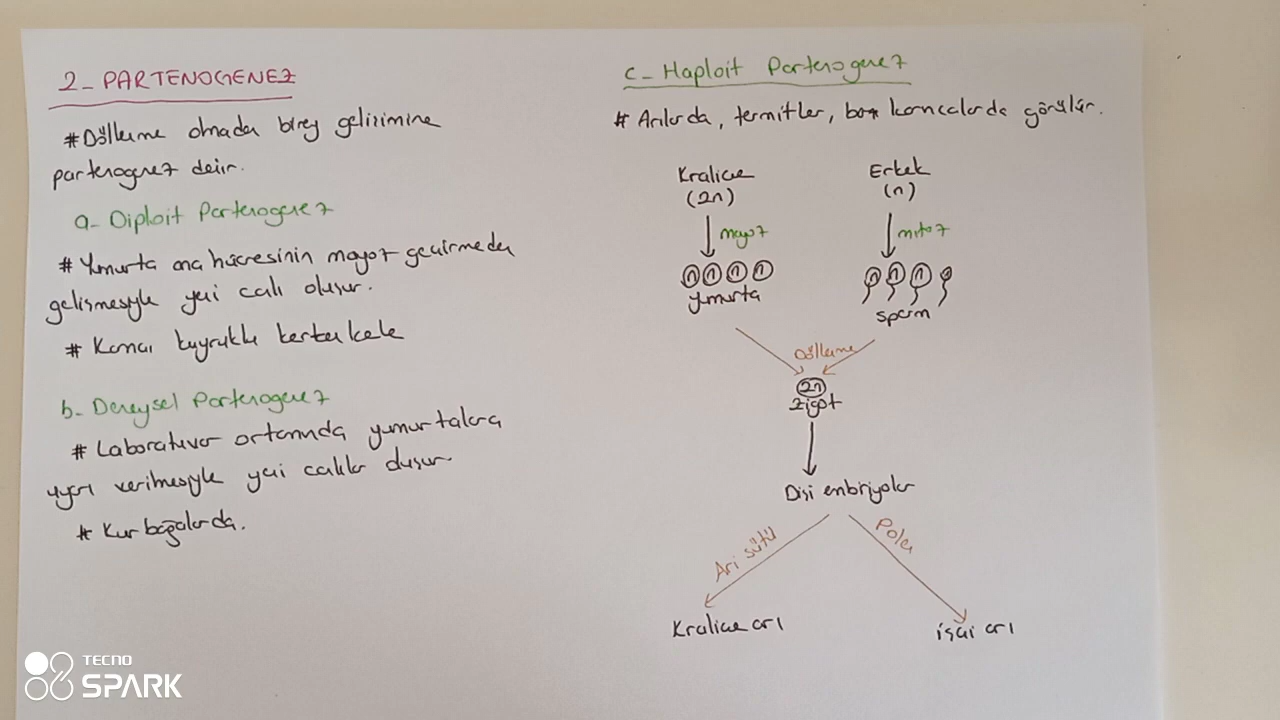 2- PARTENOGENEZ
# Döllenme olmadan birey gelişimine
partenogenez denir.
a- Diploit Partenogenez
# Yumurta ana hücresinin mayoz geçirmeden
gelişmesiyle yeni canlı oluşur.
# Kamçı kuyruklu kertenkele
b- Deneysel Partenogenez
# Laboratuvar ortamında yumurtalara
uyarı verilmesiyle yeni canlılar oluşur.
# Kurbağalarda.
c- Haploit Partenogenez
# Arılarda, termitler, bazı karıncalarda görülür.
Kraliçe
(2n)
mayoz
n n n n
yumurta
Erkek
(n)
mitoz
n n n n
sperm
Döllenme
2n
zigot
Dişi embriyolar
Arı sütü
Polen
Kraliçe arı
işçi arı
TECNO
SPARK